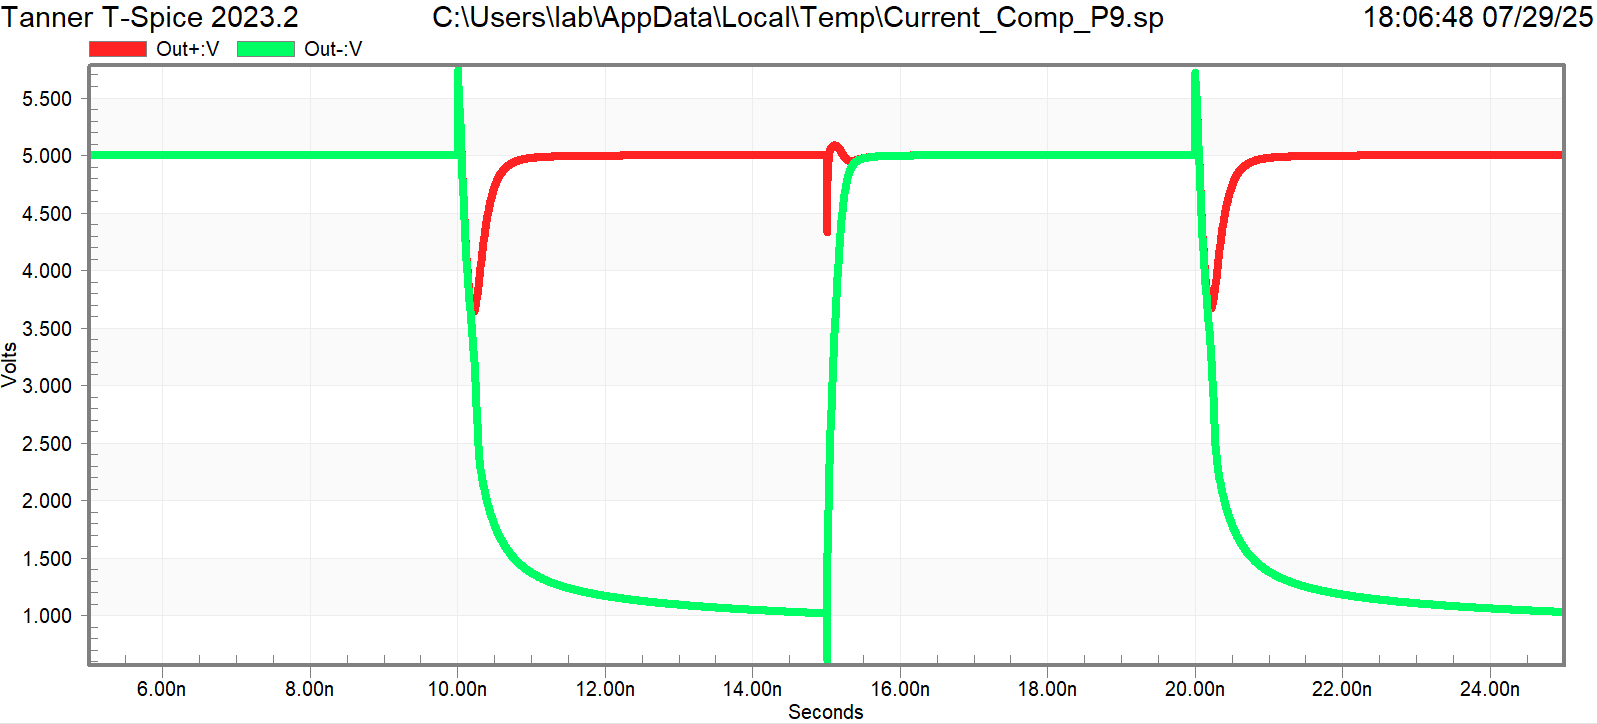 Tanner T-Spice 2023.2 C:\Users\lab\AppData\Local\Temp\Current_Comp_P9.sp 18:06:48 07/29/25
Out+:V Out-:V
5.500
5.000
4.500
4.000
3.500
3.000
2.500
2.000
1.500
1.000
Volts
6.00n 8.00n 10.00n 12.00n 14.00n 16.00n 18.00n 20.00n 22.00n 24.00n
Seconds